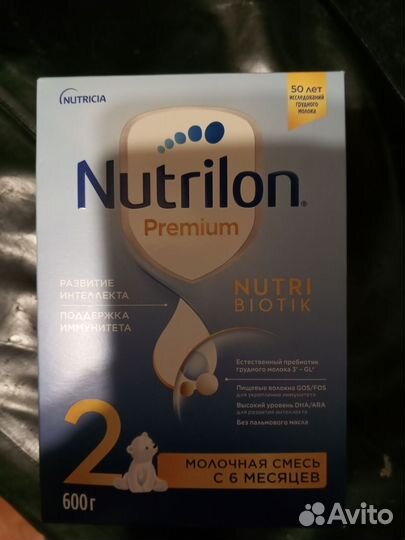 NUTRICIA
50 ЛЕТ
ИССЛЕДОВАНИЙ
ГРУДНОГО
МОЛОКА
Nutrilon®
Premium
РАЗВИТИЕ
ИНТЕЛЛЕКТА
ПОДДЕРЖКА
ИММУНИТЕТА
NUTRI
BIOTIK
Естественный пребиотик
грудного молока 3' – GL*
Пищевые волокна GOS/FOS
для укрепления иммунитета
Высокий уровень DHA/ARA
для развития интеллекта
Без пальмового масла
2
МОЛОЧНАЯ СМЕСЬ
С 6 МЕСЯЦЕВ
600 г
Avito